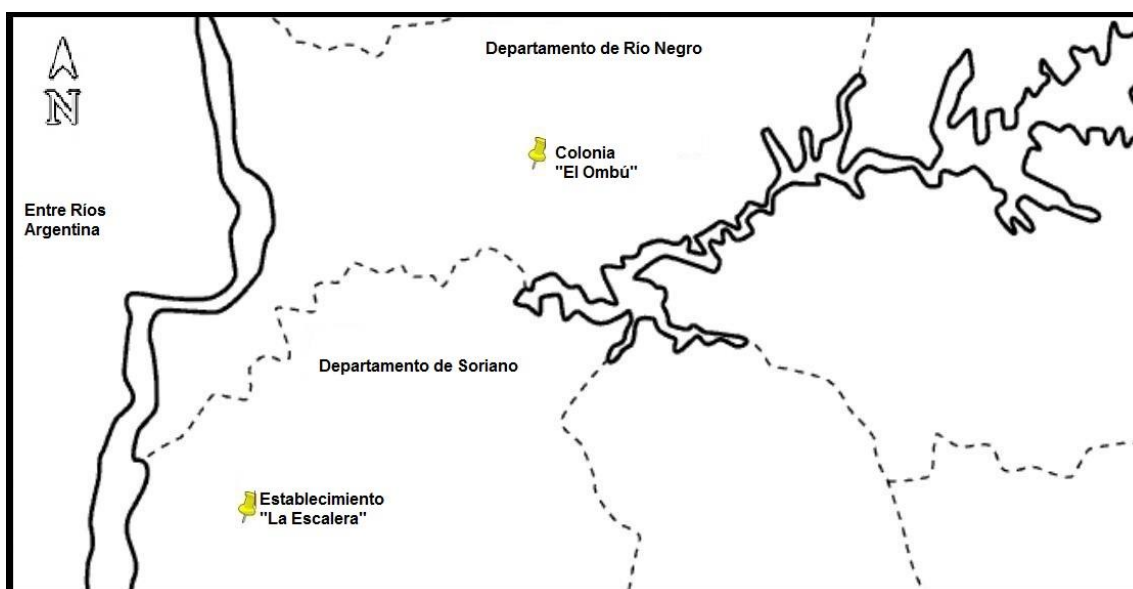 N
Departamento de Río Negro
Colonia
"El Ombú"
Entre Ríos
Argentina
Departamento de Soriano
Establecimiento
"La Escalera"